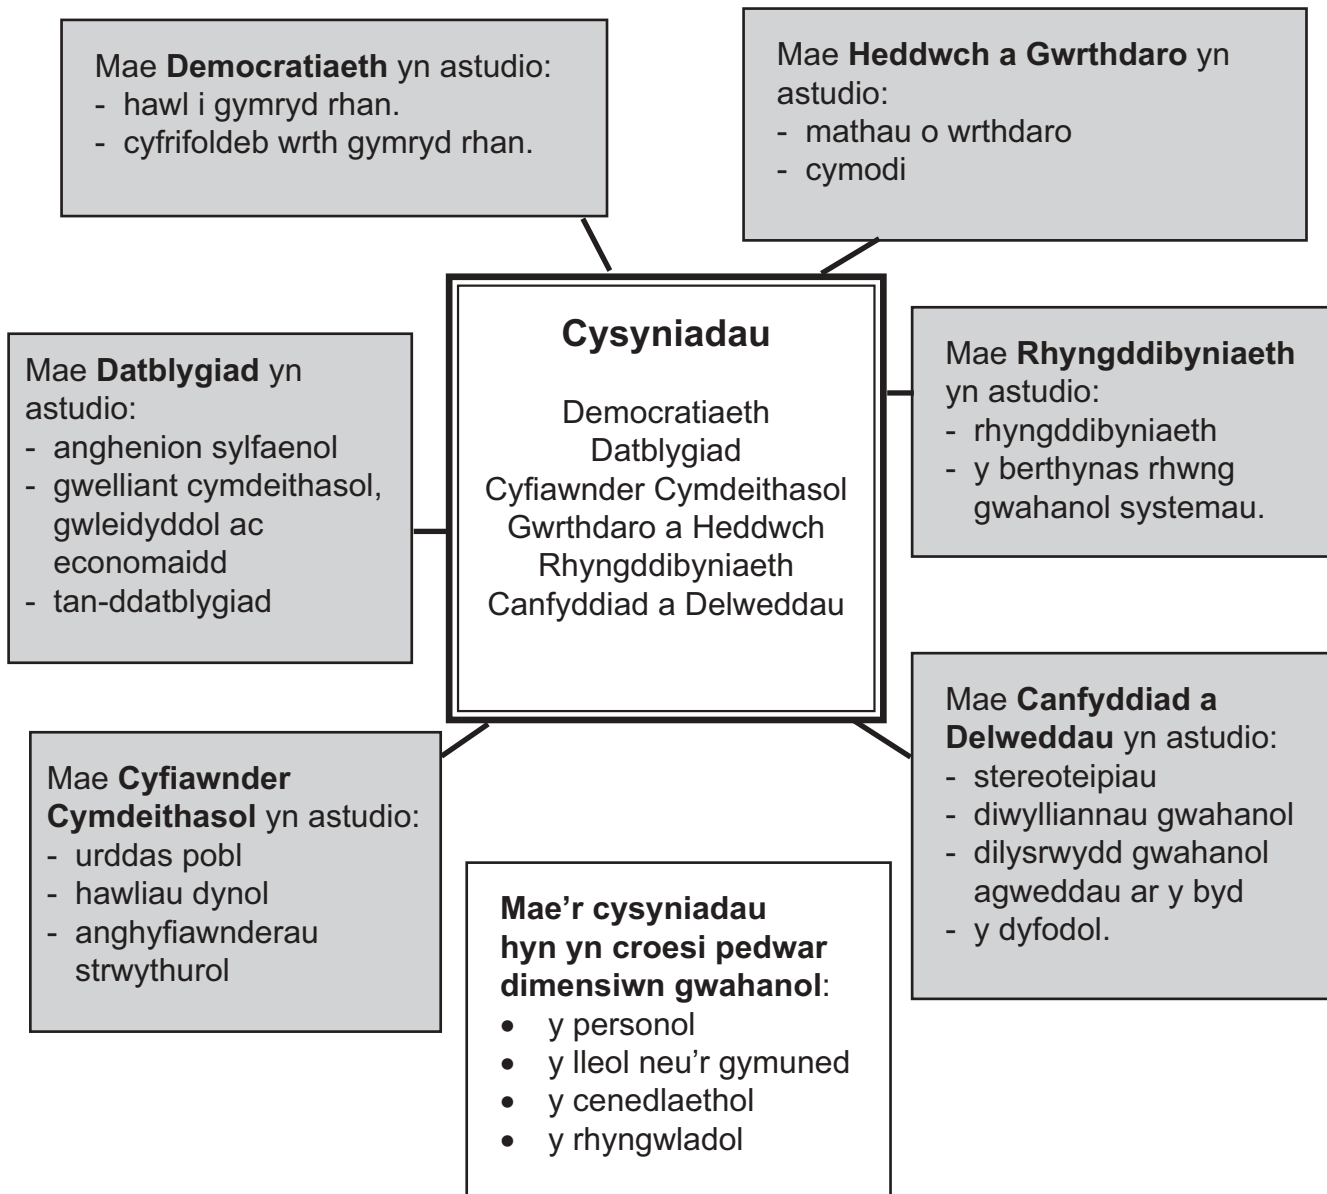 Mae Democratiaeth yn astudio:
- hawl i gymryd rhan.
- cyfrifoldeb wrth gymryd rhan.
Mae Heddwch a Gwrthdaro yn
astudio:
- mathau o wrthdaro
- cymodi
Cysyniadau
Democratiaeth
Datblygiad
Cyfiawnder Cymdeithasol
Gwrthdaro a Heddwch
Rhyngddibyniaeth
Canfyddiad a Delweddau
Mae Datblygiad yn
astudio:
- anghenion sylfaenol
- gwelliant cymdeithasol,
gwleidyddol ac
economaidd
- tan-ddatblygiad
Mae Rhyngddibyniaeth
yn astudio:
- rhyngddibyniaeth
- y berthynas rhwng
gwahanol systemau.
Mae Cyfiawnder
Cymdeithasol yn astudio:
- urddas pobl
- hawliau dynol
- anghyfiawnderau
strwythurol
Mae Canfyddiad a
Delweddau yn astudio:
- stereoteipiau
- diwylliannau gwahanol
- dilysrwydd gwahanol
agweddau ar y byd
- y dyfodol.
Mae'r cysyniadau
hyn yn croesi pedwar
dimensiwn gwahanol:
• y personol
• y lleol neu'r gymuned
• y cenedlaethol
• y rhyngwladol